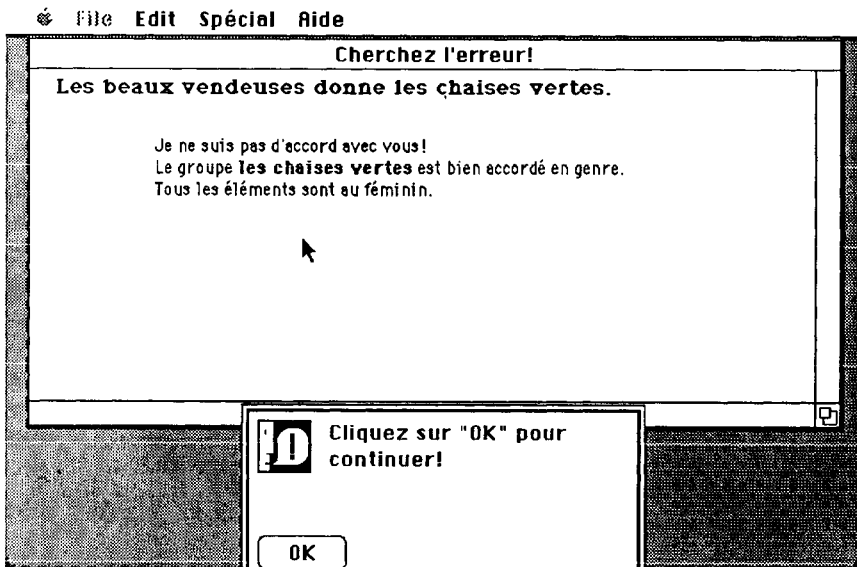 File Edit Spécial Aide
Cherchez l'erreur!
Les beaux vendeuses donne les chaises vertes.
Je ne suis pas d'accord avec vous!
Le groupe les chaises vertes est bien accordé en genre.
Tous les éléments sont au féminin.
Cliquez sur "OK" pour
continuer!
OK